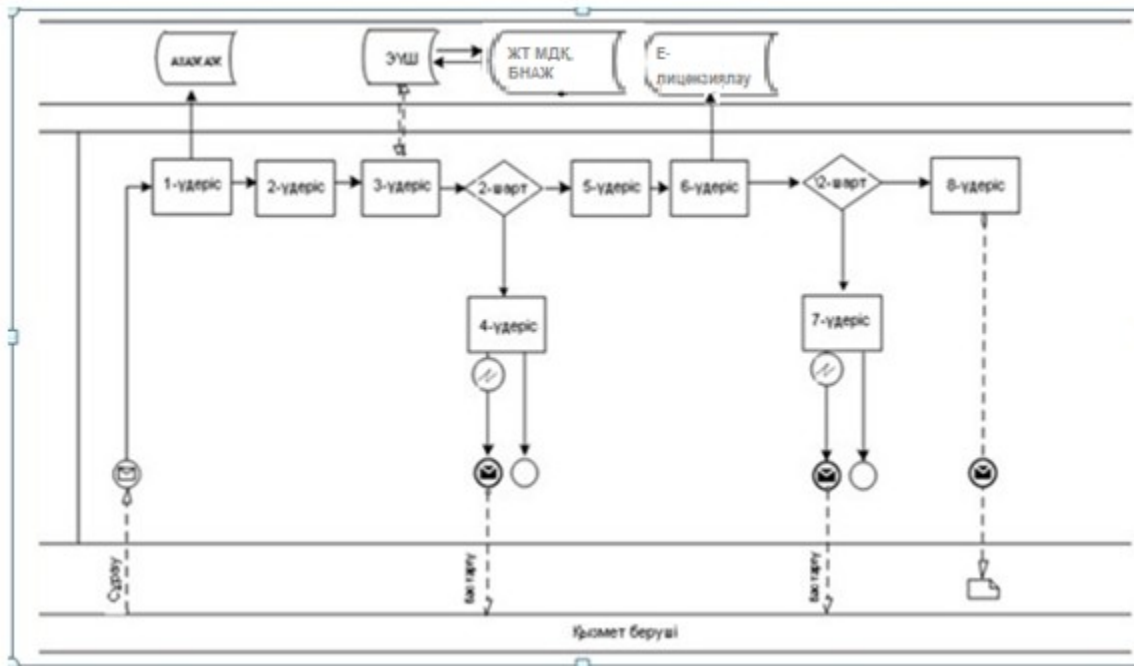 ЭҮШ
ЖТ МДҚ,
БНАЖ
Е-
лицензиялау
1-үдеріс
2-үдеріс
3-үдеріс
2-шарт
5-үдеріс
6-үдеріс
2-шарт
8-үдеріс
4-үдеріс
7-үдеріс
Сұрау
бас тарту
бас тарту
Қызмет беруші